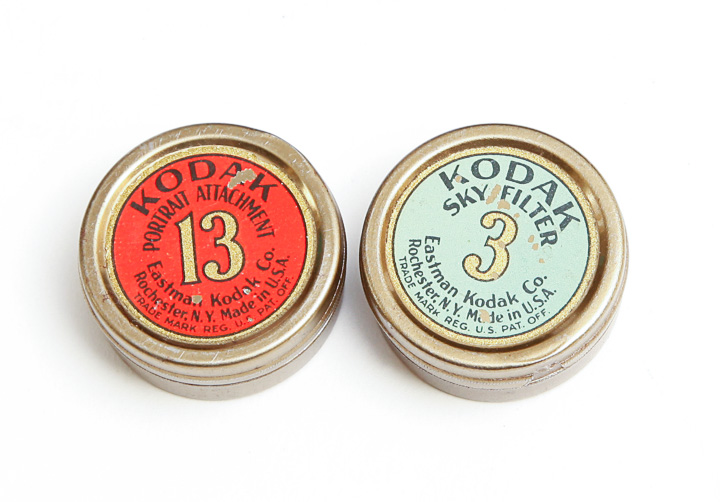 KODAK
PORTRAIT ATTACHMENT
13
Eastman Kodak Co.
Rochester, N.Y. Made in U.S.A.
TRADE MARK REG. U.S. PAT. OFF.
KODAK
SKY FILTER
3
Eastman Kodak Co.
Rochester, N.Y. Made in U.S.A.
TRADE MARK REG. U.S. PAT. OFF.